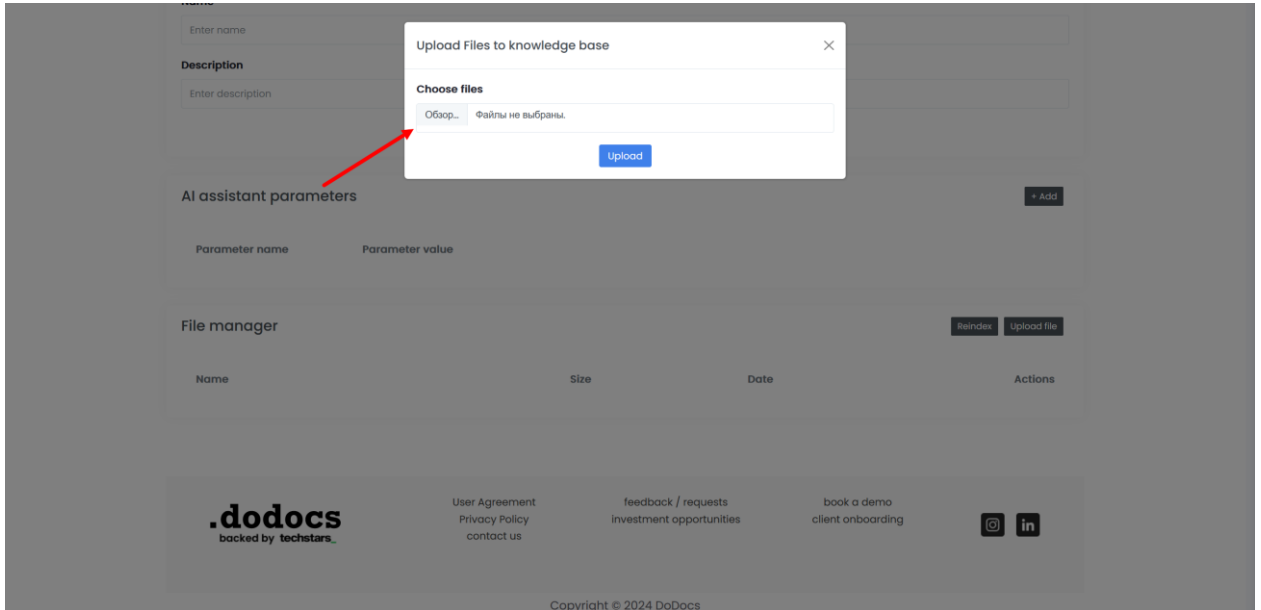 Name
Enter name
Description
Enter description
Upload Files to knowledge base
Choose files
Обзор... Файлы не выбраны.
Upload
AI assistant parameters
+ Add
Parameter name Parameter value
File manager
Reindex Upload file
Name Size Date Actions
.dodocs
backed by techstars_
User Agreement
Privacy Policy
contact us
feedback / requests
investment opportunities
book a demo
client onboarding
in
Copyright © 2024 DoDocs